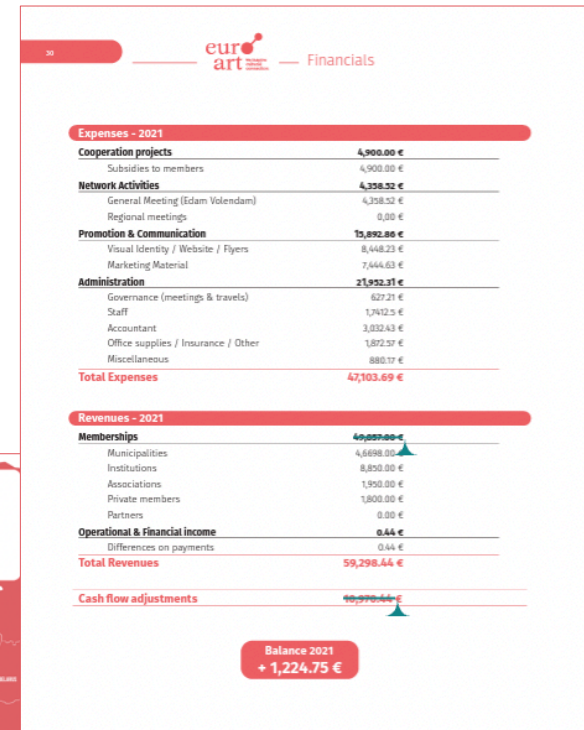 30
euro
art
Financials
Expenses - 2021
Cooperation projects 4,900.00 €
Subsidies to members 4,900.00 €
Network Activities 4,358.52 €
General Meeting (Edam Volendam) 4,358.52 €
Regional meetings 0,00 €
Promotion & Communication 15,892.86 €
Visual Identity / Website / Flyers 8,448.23 €
Marketing Material 7,444.63 €
Administration 21,952.31 €
Governance (meetings & travels) 627.21 €
Staff 1,7412.5 €
Accountant 3,032.43 €
Office supplies / Insurance / Other 1,872.57 €
Miscellaneous 880.17 €
Total Expenses 47,103.69 €
Revenues - 2021
Memberships €
Municipalities 4,6698.00
Institutions 8,850.00 €
Associations 1,950.00 €
Private members 1,800.00 €
Partners 0.00 €
Operational & Financial income 0.44 €
Differences on payments 0.44 €
Total Revenues 59,298.44 €
Cash flow adjustments €
Balance 2021
+ 1,224.75 €